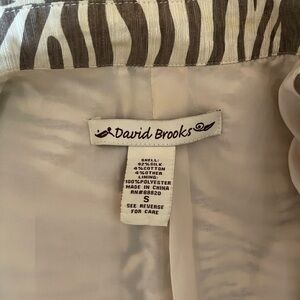 David Brooks
SHELL:
92%SILK
4%COTTON
4%OTHER
LINING:
100%POLYESTER
MADE IN CHINA
RN#88820
S
SEE REVERSE
FOR CARE